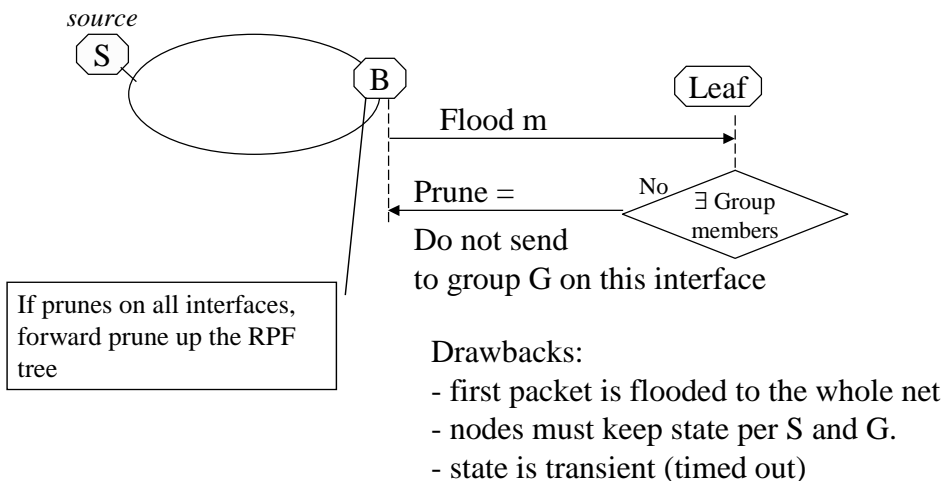 source
S
B
Leaf
Flood m
Prune =
No
∃ Group
members
Do not send
to group G on this interface
If prunes on all interfaces,
forward prune up the RPF
tree
Drawbacks:
- first packet is flooded to the whole net
- nodes must keep state per S and G.
- state is transient (timed out)